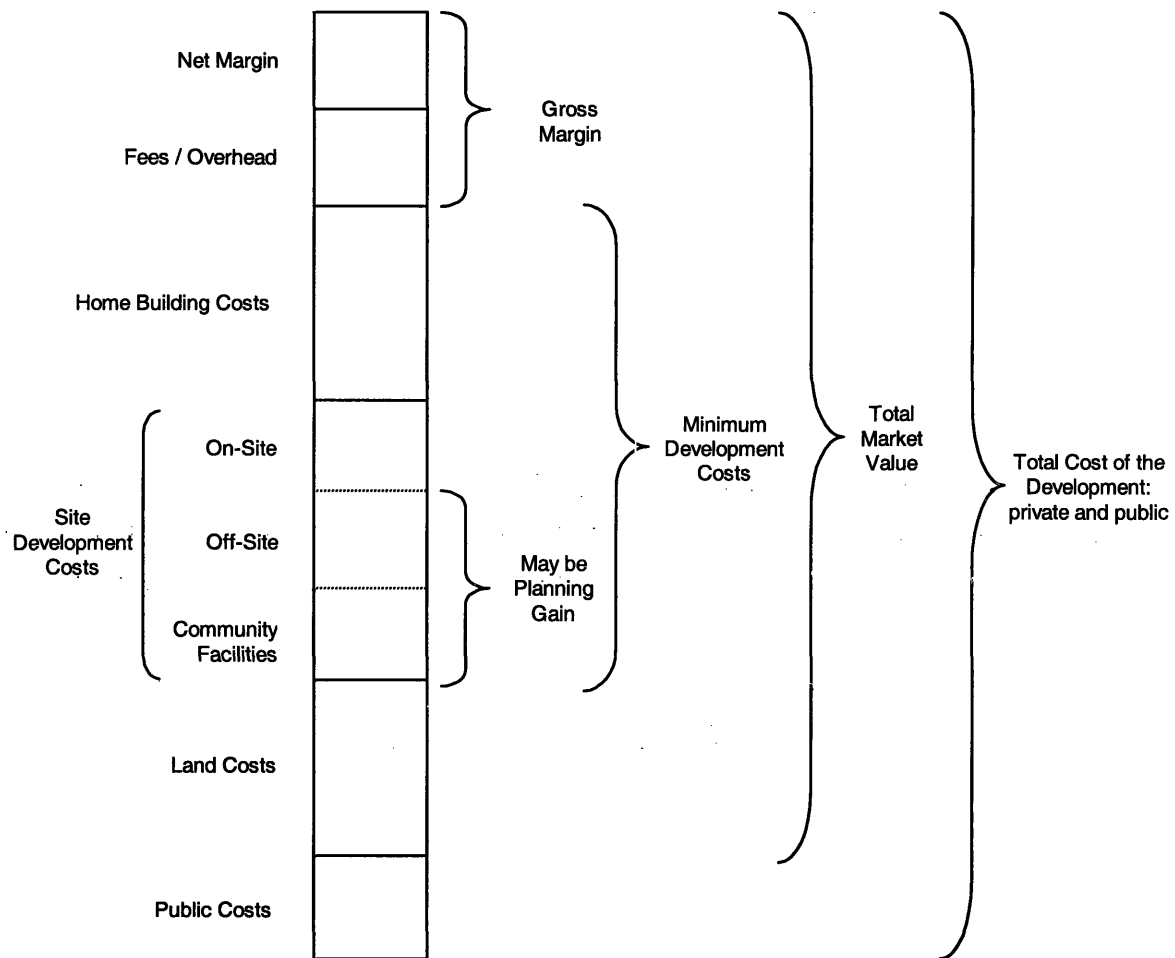 Net Margin
Gross
Margin
Fees / Overhead
Home Building Costs
On-Site
Minimum
Development
Costs
Total
Market
Value
Total Cost of the
Development:
private and public
Site
Development
Costs
Off-Site
May be
Planning
Gain
Community
Facilities
Land Costs
Public Costs